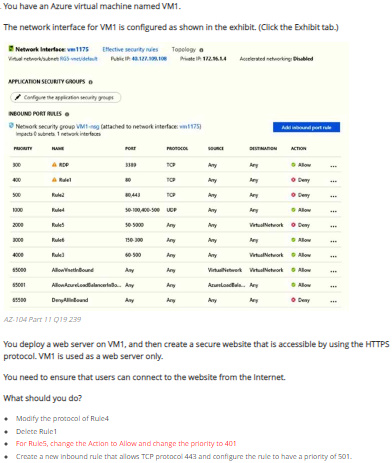 You have an Azure virtual machine named VM1.
The network interface for VM1 is configured as shown in the exhibit. (Click the Exhibit tab.)
Network Interface: vm1175 Effective security rules Topology
Virtual network/subnet: RG5-vnet/default Public IP: 40.127.109.108 Private IP: 172.16.1.4 Accelerated networking: Disabled
APPLICATION SECURITY GROUPS
Configure the application security groups
INBOUND PORT RULES
Network security group VM1-nsg (attached to network interface: vm1175)
Impacts 0 subnets, 1 network interfaces
Add inbound port rule
PRIORITY NAME PORT PROTOCOL SOURCE DESTINATION ACTION
300 RDP 3389 TCP Any Any Allow ...
400 Rule1 80 TCP Any Any Deny ...
500 Rule2 80,443 TCP Any Any Deny ...
1000 Rule4 50-100,400-500 UDP Any Any Allow ...
2000 Rule5 50-5000 Any Any VirtualNetwork Deny ...
3000 Rule6 150-300 Any Any Any Allow ...
4000 Rule3 60-500 Any Any VirtualNetwork Allow ...
65000 AllowVnetInBound Any Any VirtualNetwork VirtualNetwork Allow ...
65001 AllowAzureLoadBalancerInBo... Any Any AzureLoadBala... Any Allow ...
65500 DenyAllInBound Any Any Any Any Deny ...
AZ-104 Part 11 Q19 239
You deploy a web server on VM1, and then create a secure website that is accessible by using the HTTPS
protocol. VM1 is used as a web server only.
You need to ensure that users can connect to the website from the Internet.
What should you do?
Modify the protocol of Rule4
Delete Rule1
For Rule5, change the Action to Allow and change the priority to 401
Create a new inbound rule that allows TCP protocol 443 and configure the rule to have a priority of 501.